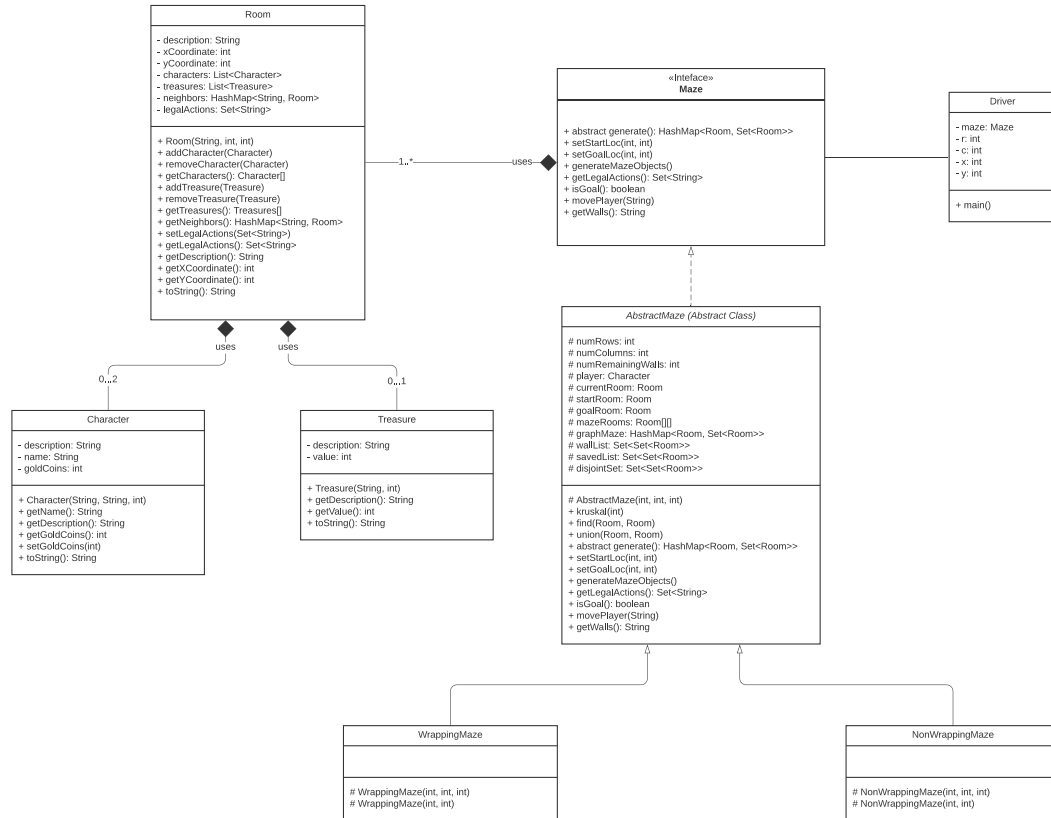 Room
- description: String
- xCoordinate: int
- yCoordinate: int
- characters: List<Character>
- treasures: List<Treasure>
- neighbors: HashMap<String, Room>
- legalActions: Set<String>
+ Room(String, int, int)
+ addCharacter(Character)
+ removeCharacter(Character)
+ getCharacters(): Character[]
+ addTreasure(Treasure)
+ removeTreasure(Treasure)
+ getTreasures(): Treasures[]
+ getNeighbors(): HashMap<String, Room>
+ setLegalActions(Set<String>)
+ getLegalActions(): Set<String>
+ getDescription(): String
+ getXCoordinate(): int
+ getYCoordinate(): int
+ toString(): String
1..*
uses
«Inteface»
Maze
+ abstract generate(): HashMap<Room, Set<Room>>
+ setStartLoc(int, int)
+ setGoalLoc(int, int)
+ generateMazeObjects()
+ getLegalActions(): Set<String>
+ isGoal(): boolean
+ movePlayer(String)
+ getWalls(): String
Driver
- maze: Maze
- r: int
- c: int
- x: int
- y: int
+ main()
uses
uses
0...2
0...1
Character
- description: String
- name: String
- goldCoins: int
+ Character(String, String, int)
+ getName(): String
+ getDescription(): String
+ getGoldCoins(): int
+ setGoldCoins(int)
+ toString(): String
Treasure
- description: String
- value: int
+ Treasure(String, int)
+ getDescription(): String
+ getValue(): int
+ toString(): String
AbstractMaze (Abstract Class)
# numRows: int
# numColumns: int
# numRemainingWalls: int
# player: Character
# currentRoom: Room
# startRoom: Room
# goalRoom: Room
# mazeRooms: Room[][]
# graphMaze: HashMap<Room, Set<Room>>
# wallList: Set<Set<Room>>
# savedList: Set<Set<Room>>
# disjointSet: Set<Set<Room>>
# AbstractMaze(int, int, int)
+ kruskal(int)
+ find(Room, Room)
+ union(Room, Room)
+ abstract generate(): HashMap<Room, Set<Room>>
+ setStartLoc(int, int)
+ setGoalLoc(int, int)
+ generateMazeObjects()
+ getLegalActions(): Set<String>
+ isGoal(): boolean
+ movePlayer(String)
+ getWalls(): String
WrappingMaze
# WrappingMaze(int, int, int)
# WrappingMaze(int, int)
NonWrappingMaze
# NonWrappingMaze(int, int, int)
# NonWrappingMaze(int, int)